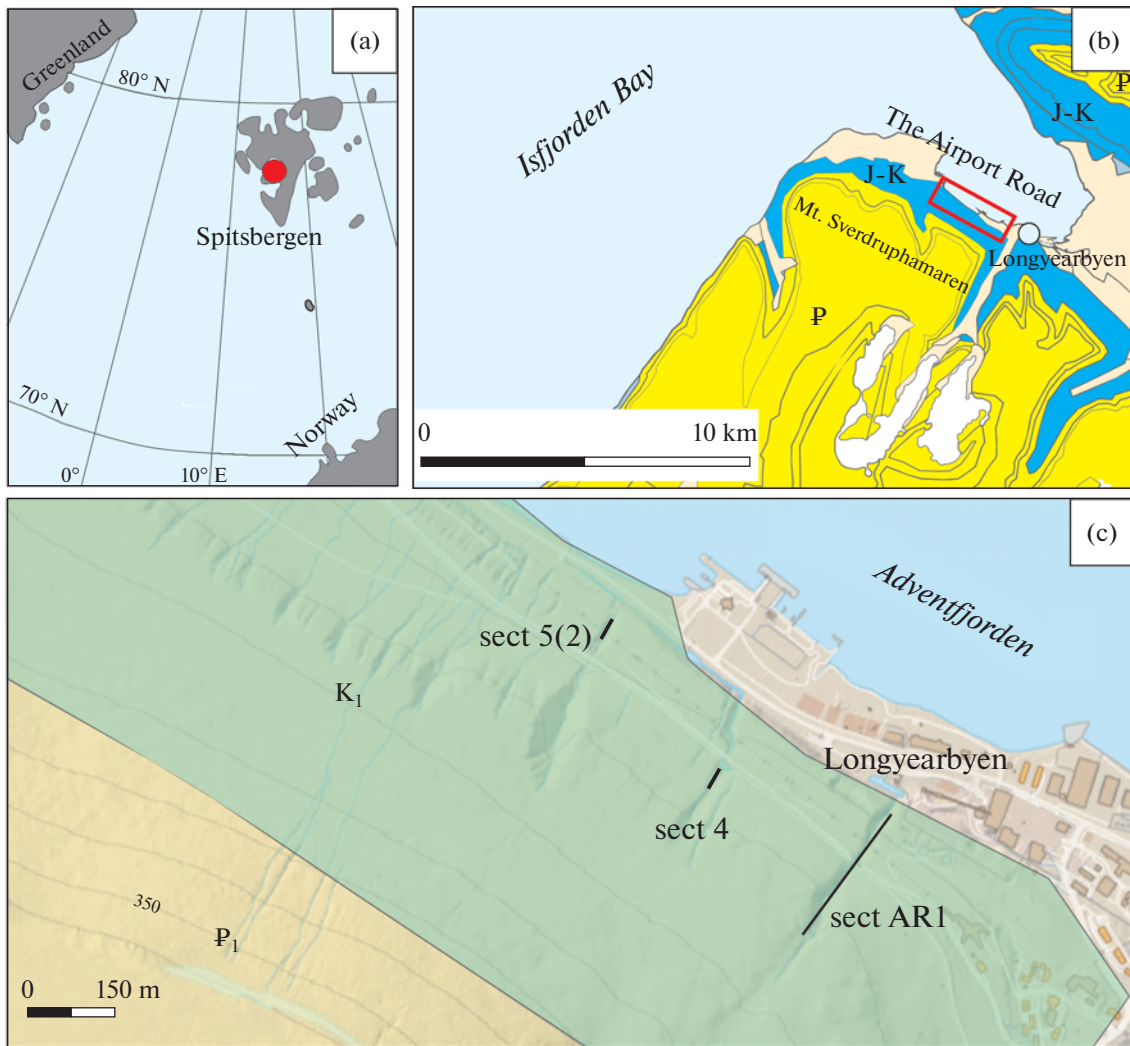 (a)
Greenland
80° N
Spitsbergen
70° N
Norway
0°
10° E
(b)
Isfjorden Bay
The Airport Road
J-K
J-K
Mt. Sverdruphamaren
Longyearbyen
₽
₽
0
10 km
(c)
Adventfjorden
sect 5(2)
K₁
Longyearbyen
sect 4
sect AR1
350
₽₁
0
150 m